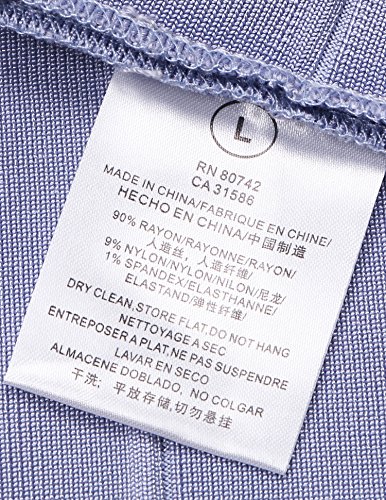 L
RN 80742
CA 31586
MADE IN CHINA/FABRIQUE EN CHINE/
HECHO EN CHINA/中国制造
90% RAYON/RAYONNE/RAYON/
人造丝，人造纤维/
9% NYLON/NYLON/NILON/尼龙/
1% SPANDEX/ELASTHANNE/
ELASTAND/弹性纤维/
DRY CLEAN,STORE FLAT.DO NOT HANG
NETTOYAGE A SEC
ENTREPOSER A PLAT.NE PAS SUSPENDRE
LAVAR EN SECO
ALMACENE DOBLADO, NO COLGAR
干洗；平放存储,切勿悬挂